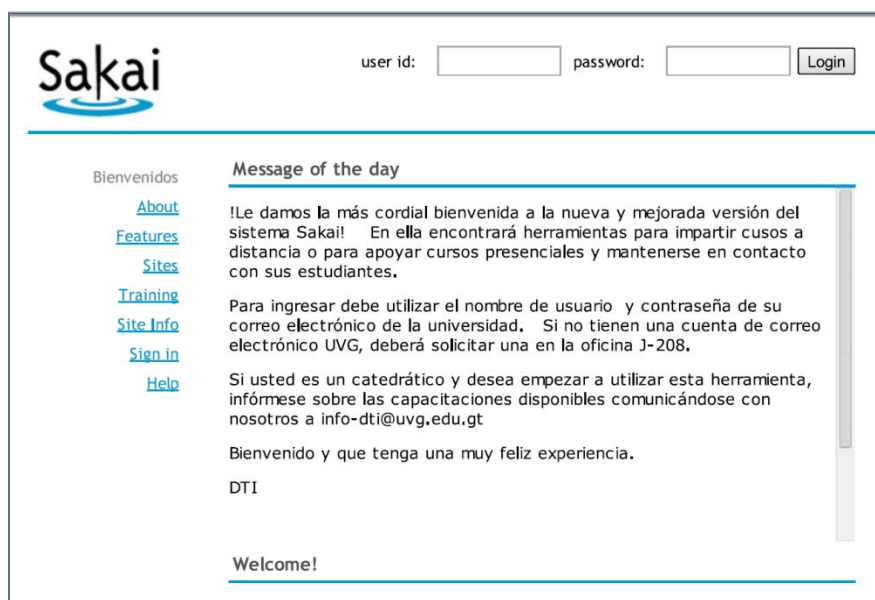 Sakai
user id:
password:
Login
Bienvenidos
About
Features
Sites
Training
Site Info
Sign in
Help
Message of the day
!Le damos la más cordial bienvenida a la nueva y mejorada versión del
sistema Sakai! En ella encontrará herramientas para impartir cusos a
distancia o para apoyar cursos presenciales y mantenerse en contacto
con sus estudiantes.
Para ingresar debe utilizar el nombre de usuario y contraseña de su
correo electrónico de la universidad. Si no tienen una cuenta de correo
electrónico UVG, deberá solicitar una en la oficina J-208.
Si usted es un catedrático y desea empezar a utilizar esta herramienta,
infórmese sobre las capacitaciones disponibles comunicándose con
nosotros a info-dti@uvg.edu.gt
Bienvenido y que tenga una muy feliz experiencia.
DTI
Welcome!